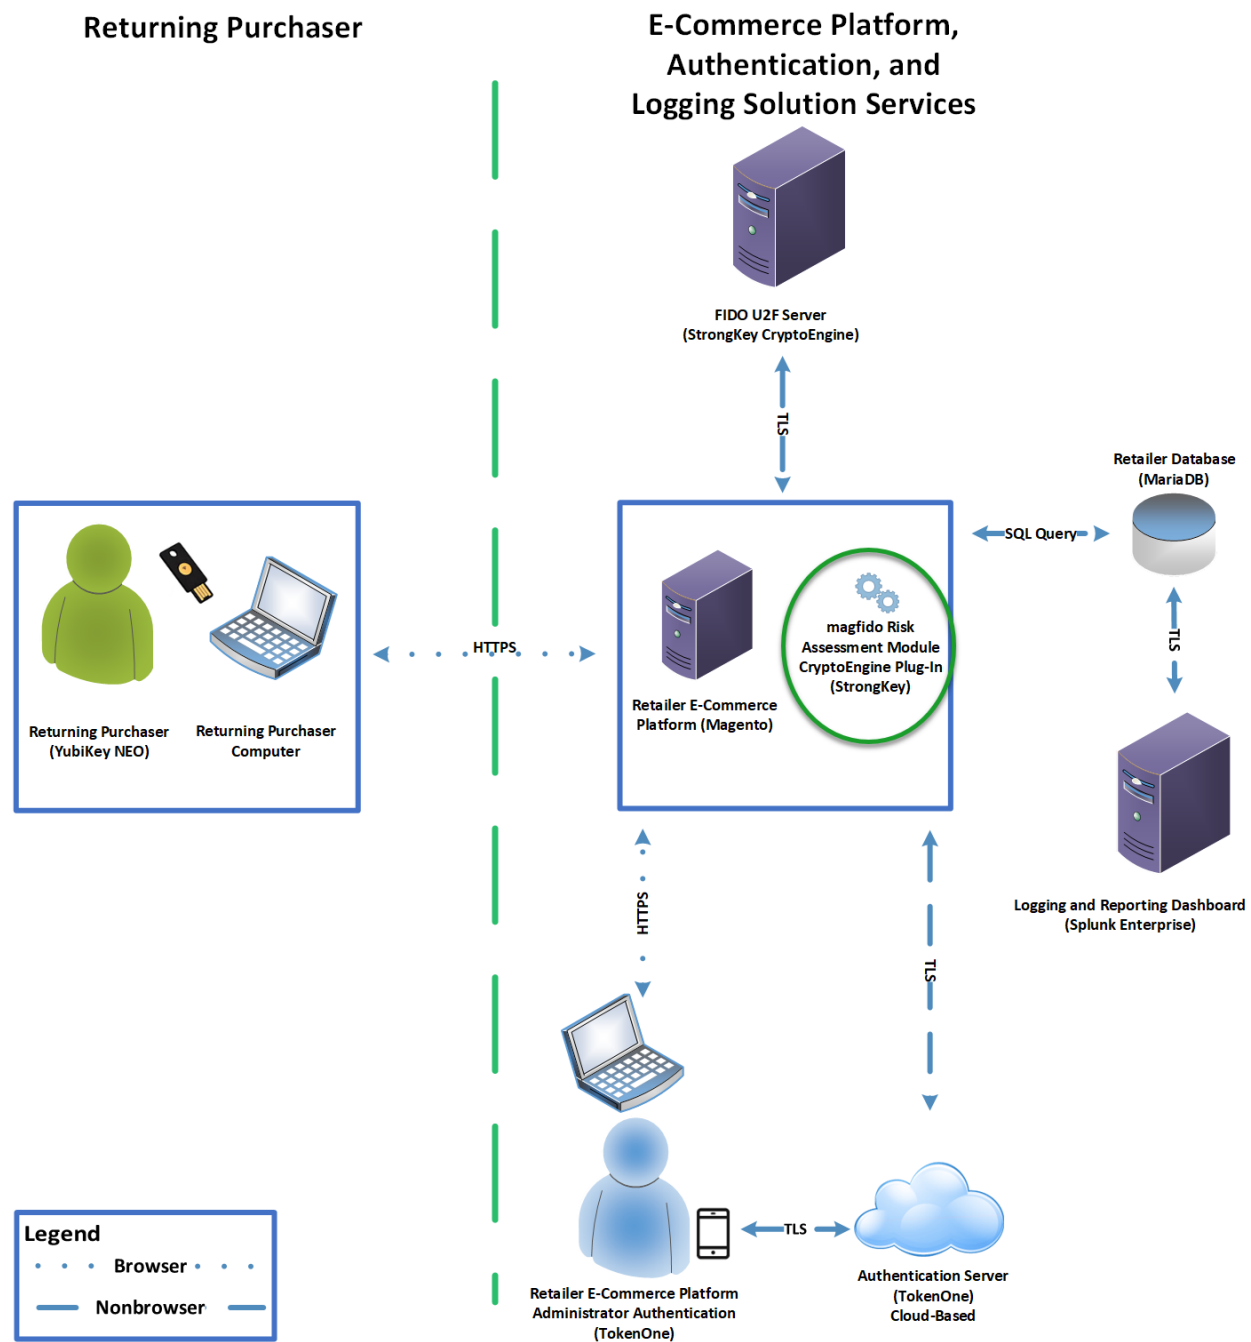 Returning Purchaser
E-Commerce Platform,
Authentication, and
Logging Solution Services
FIDO U2F Server
(StrongKey CryptoEngine)
TLS
Retailer Database
(MariaDB)
SQL Query
TLS
magfido Risk
Assessment Module
CryptoEngine Plug-In
(StrongKey)
Retailer E-Commerce
Platform (Magento)
HTTPS
Returning Purchaser
(YubiKey NEO)
Returning Purchaser
Computer
Logging and Reporting Dashboard
(Splunk Enterprise)
HTTPS
TLS
TLS
Retailer E-Commerce Platform
Administrator Authentication
(TokenOne)
Authentication Server
(TokenOne)
Cloud-Based
Legend
Browser
Nonbrowser